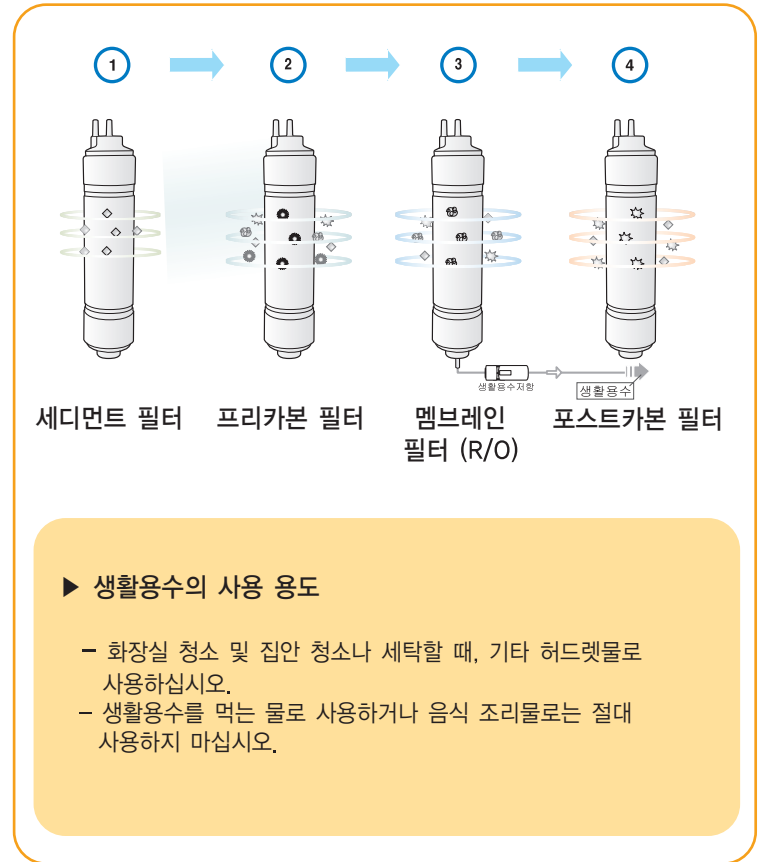 1 2 3 4
생활용수저항
생활용수
세디먼트 필터 프리카본 필터 멤브레인 포스트카본 필터
필터 (R/O)
▶ 생활용수의 사용 용도
– 화장실 청소 및 집안 청소나 세탁할 때, 기타 허드렛물로
사용하십시오.
– 생활용수를 먹는 물로 사용하거나 음식 조리물로는 절대
사용하지 마십시오.